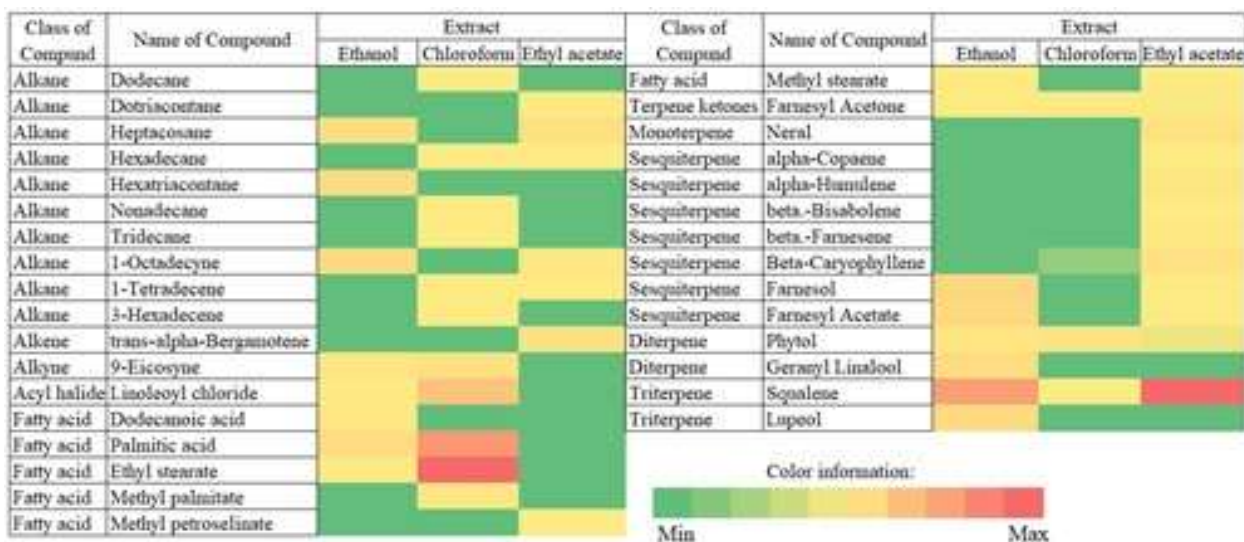 Class of Compund Name of Compound Extract
Ethanol Chloroform Ethyl acetate
Alkane Dodecane
Alkane Dotriacontane
Alkane Heptacosane
Alkane Hexadecane
Alkane Hexatriacontane
Alkane Nonadecane
Alkane Tridecane
Alkane 1-Octadecyne
Alkane 1-Tetradecene
Alkane 3-Hexadecene
Alkene trans-alpha-Bergamotene
Alkyne 9-Eicosyne
Acyl halide Linoleoyl chloride
Fatty acid Dodecanoic acid
Fatty acid Palmitic acid
Fatty acid Ethyl stearate
Fatty acid Methyl palmitate
Fatty acid Methyl petroselinate
Class of Compund Name of Compound Extract
Ethanol Chloroform Ethyl acetate
Fatty acid Methyl stearate
Terpene ketones Farnesyl Acetone
Monoterpene Neral
Sesquiterpene alpha-Copaene
Sesquiterpene alpha-Humulene
Sesquiterpene beta.-Bisabolene
Sesquiterpene beta.-Farnesene
Sesquiterpene Beta-Caryophyllene
Sesquiterpene Farnesol
Sesquiterpene Farnesyl Acetate
Diterpene Phytol
Diterpene Geranyl Linalool
Triterpene Squalene
Triterpene Lupeol
Color information:
Min Max